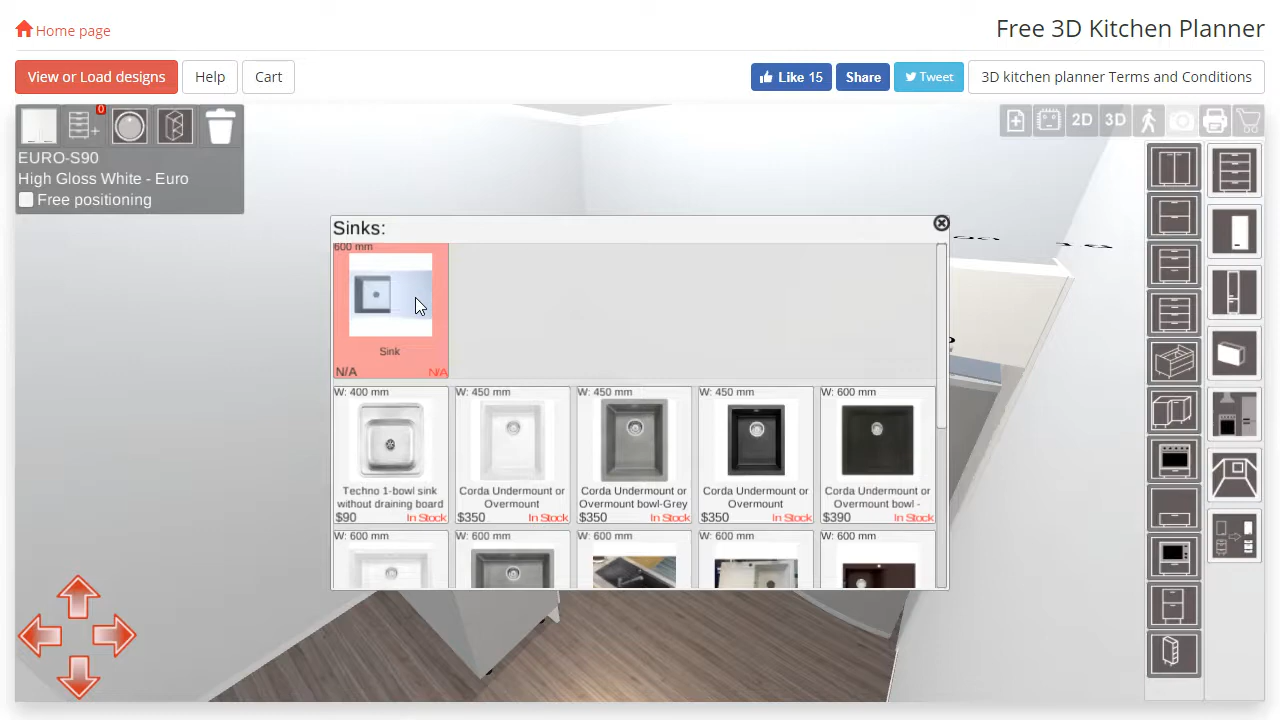 Home page
Free 3D Kitchen Planner
View or Load designs
Help
Cart
Like 15
Share
Tweet
3D kitchen planner Terms and Conditions
0
2D
3D
EURO-S90
High Gloss White - Euro
Free positioning
Sinks:
600 mm
Sink
N/A
N/A
W: 400 mm
W: 450 mm
W: 450 mm
W: 450 mm
W: 600 mm
Techno 1-bowl sink
without draining board
$90
In Stock
Corda Undermount or
Overmount
$350
In Stock
Corda Undermount or
Overmount bowl-Grey
$350
In Stock
Corda Undermount or
Overmount
$350
In Stock
Corda Undermount or
Overmount bowl -
$390
In Stock
W: 600 mm
W: 600 mm
W: 600 mm
W: 600 mm
W: 600 mm